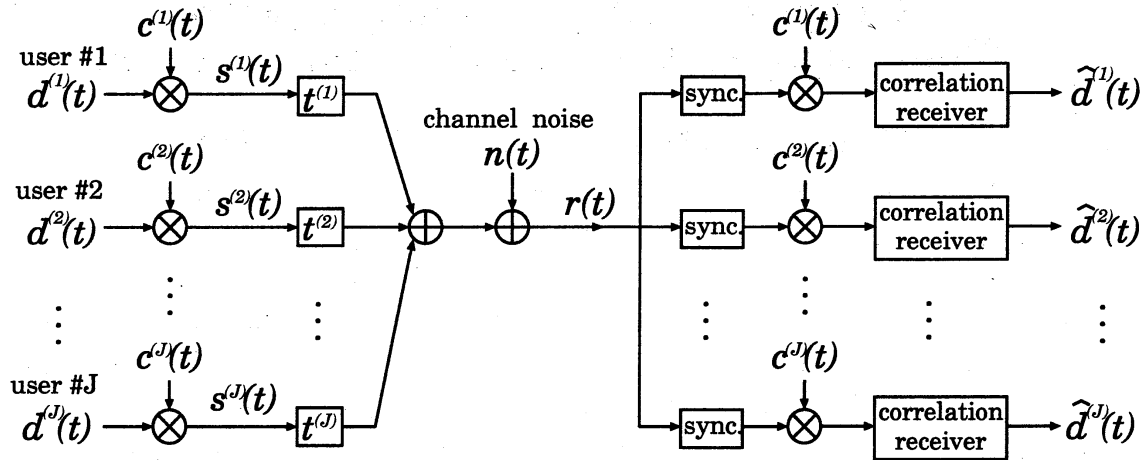 c⁽¹⁾(t)
user #1
d⁽¹⁾(t)
s⁽¹⁾(t)
t⁽¹⁾
c⁽²⁾(t)
user #2
d⁽²⁾(t)
s⁽²⁾(t)
t⁽²⁾
c⁽ᴶ⁾(t)
user #J
d⁽ᴶ⁾(t)
s⁽ᴶ⁾(t)
t⁽ᴶ⁾
channel noise
n(t)
r(t)
c⁽¹⁾(t)
sync.
correlation
receiver
d̂⁽¹⁾(t)
c⁽²⁾(t)
sync.
correlation
receiver
d̂⁽²⁾(t)
c⁽ᴶ⁾(t)
sync.
correlation
receiver
d̂⁽ᴶ⁾(t)